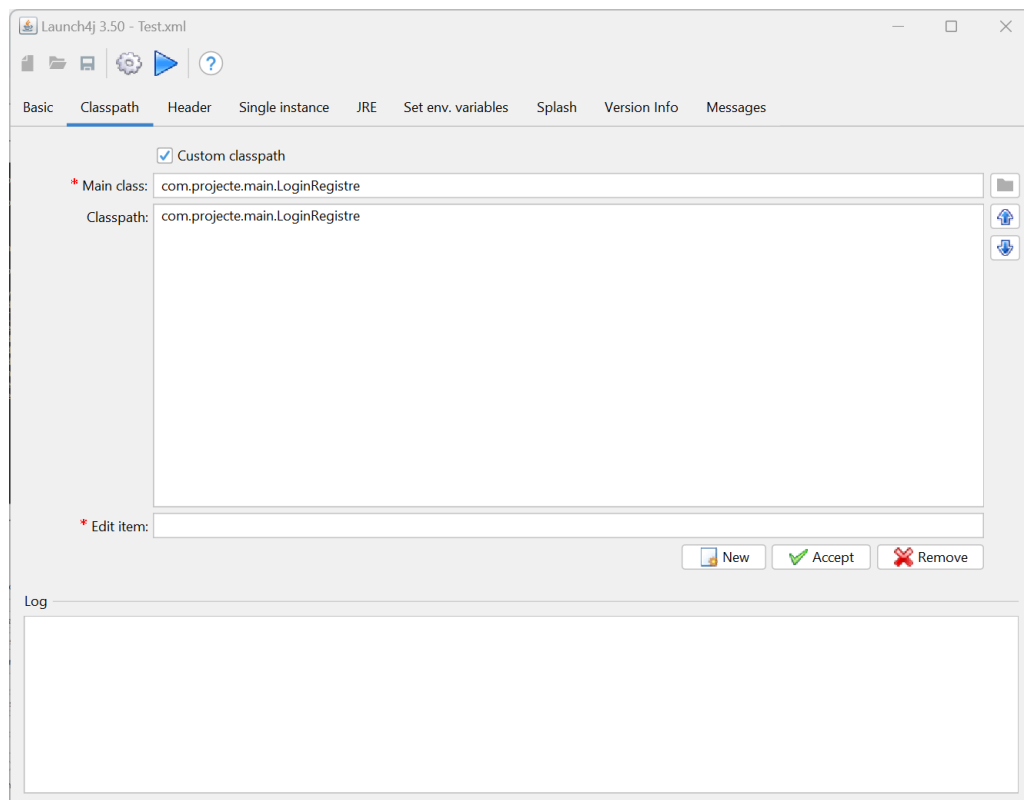 Launch4j 3.50 - Test.xml
?
Basic Classpath Header Single instance JRE Set env. variables Splash Version Info Messages
Custom classpath
* Main class: com.projecte.main.LoginRegistre
Classpath: com.projecte.main.LoginRegistre
* Edit item:
New Accept Remove
Log